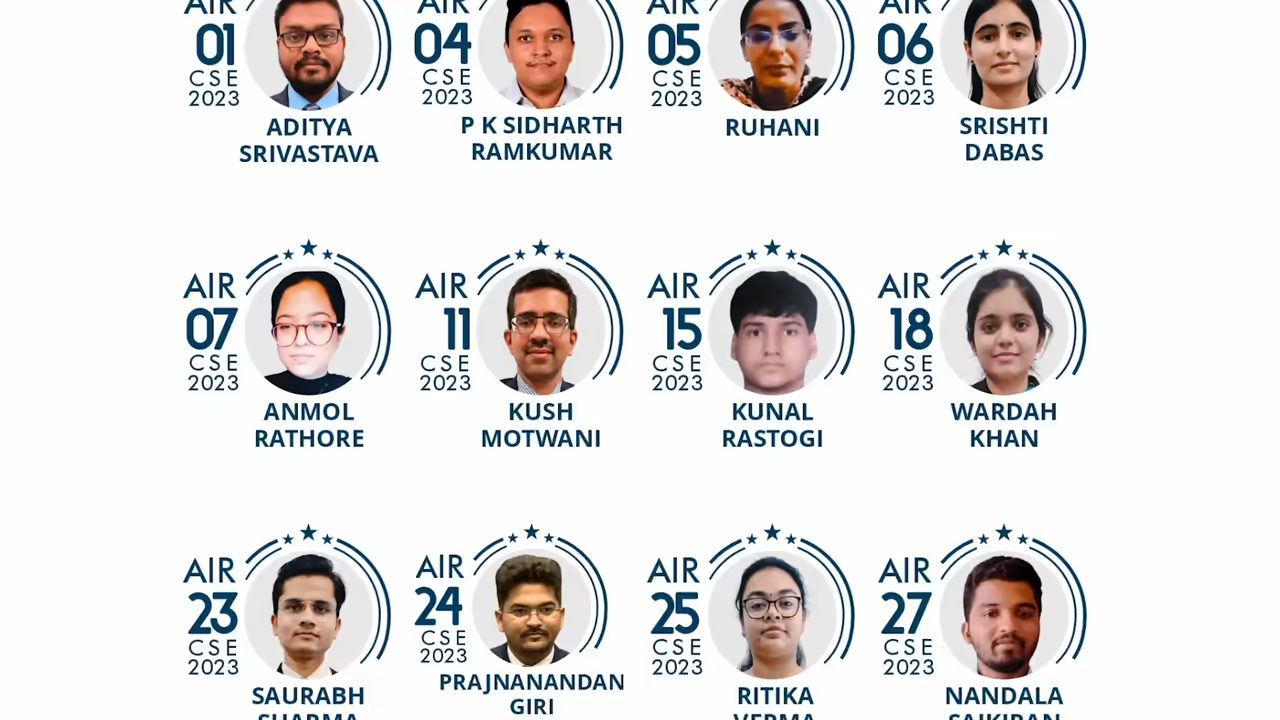 AIR
01
CSE
2023
ADITYA
SRIVASTAVA
AIR
04
CSE
2023
P K SIDHARTH
RAMKUMAR
AIR
05
CSE
2023
RUHANI
AIR
06
CSE
2023
SRISHTI
DABAS
AIR
07
CSE
2023
ANMOL
RATHORE
AIR
11
CSE
2023
KUSH
MOTWANI
AIR
15
CSE
2023
KUNAL
RASTOGI
AIR
18
CSE
2023
WARDAH
KHAN
AIR
23
CSE
2023
SAURABH
SHARMA
AIR
24
CSE
2023
PRAJNANANDAN
GIRI
AIR
25
CSE
2023
RITIKA
VERMA
AIR
27
CSE
2023
NANDALA
SAIKIRAN